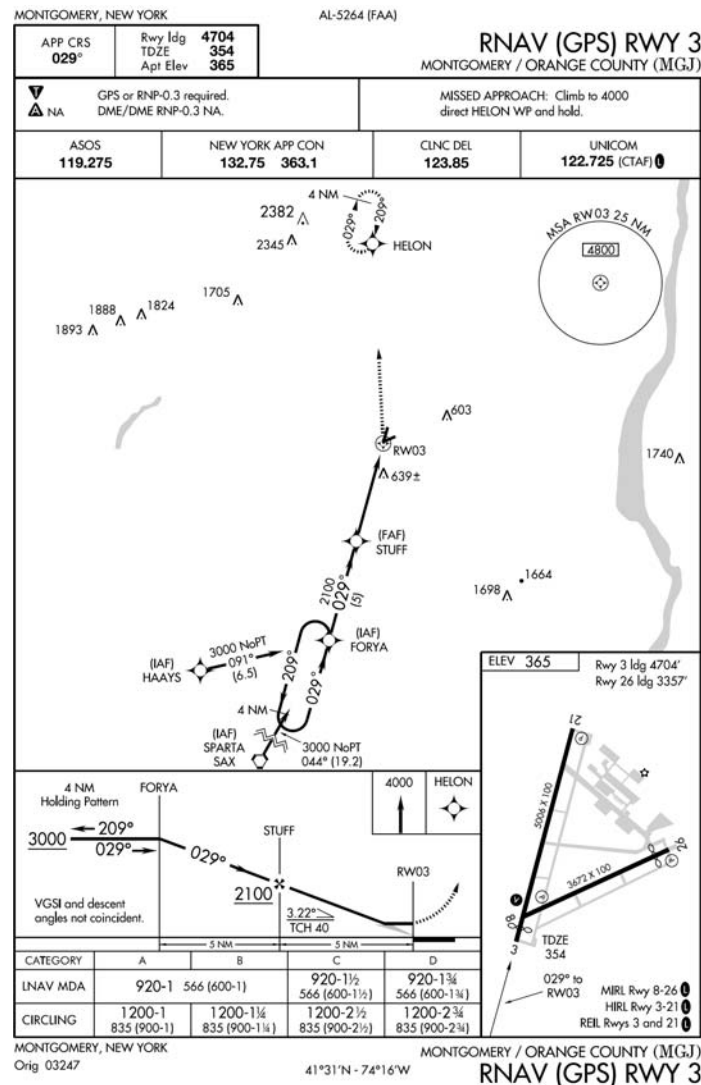 MONTGOMERY, NEW YORK
AL-5264 (FAA)
APP CRS
029°
Rwy ldg 4704
TDZE 354
Apt Elev 365
RNAV (GPS) RWY 3
MONTGOMERY / ORANGE COUNTY (MGJ)
T
A NA
GPS or RNP-0.3 required.
DME/DME RNP-0.3 NA.
MISSED APPROACH: Climb to 4000
direct HELON WP and hold.
ASOS
119.275
NEW YORK APP CON
132.75 363.1
CLNC DEL
123.85
UNICOM
122.725 (CTAF) L
4 NM
029°
209°
HELON
2382
2345
MSA RW03 25 NM
4800
1705
1888
1824
1893
603
RW03
639±
1740
(FAF)
STUFF
2100
029°
(5)
1698
1664
(IAF)
FORYA
(IAF)
HAAYS
3000 NoPT
091°
(6.5)
209°
029°
4 NM
(IAF)
SPARTA
SAX
3000 NoPT
044° (19.2)
ELEV 365
Rwy 3 ldg 4704'
Rwy 26 ldg 3357'
21
P
5006 X 100
26
P
3672 X 100
V
P
8
3
TDZE
354
029° to
RW03
MIRL Rwy 8-26 L
HIRL Rwy 3-21 L
REIL Rwys 3 and 21 L
4 NM
Holding Pattern
FORYA
3000
209°
029°
029°
STUFF
2100
4000
HELON
RW03
VGSI and descent
angles not coincident.
3.22°
TCH 40
5 NM
5 NM
CATEGORY A B C D
LNAV MDA 920-1 566 (600-1) 920-1½ 566 (600-1½) 920-1¾ 566 (600-1¾)
CIRCLING 1200-1 835 (900-1) 1200-1¼ 835 (900-1¼) 1200-2½ 835 (900-2½) 1200-2¾ 835 (900-2¾)
MONTGOMERY, NEW YORK
Orig 03247
41°31'N - 74°16'W
MONTGOMERY / ORANGE COUNTY (MGJ)
RNAV (GPS) RWY 3